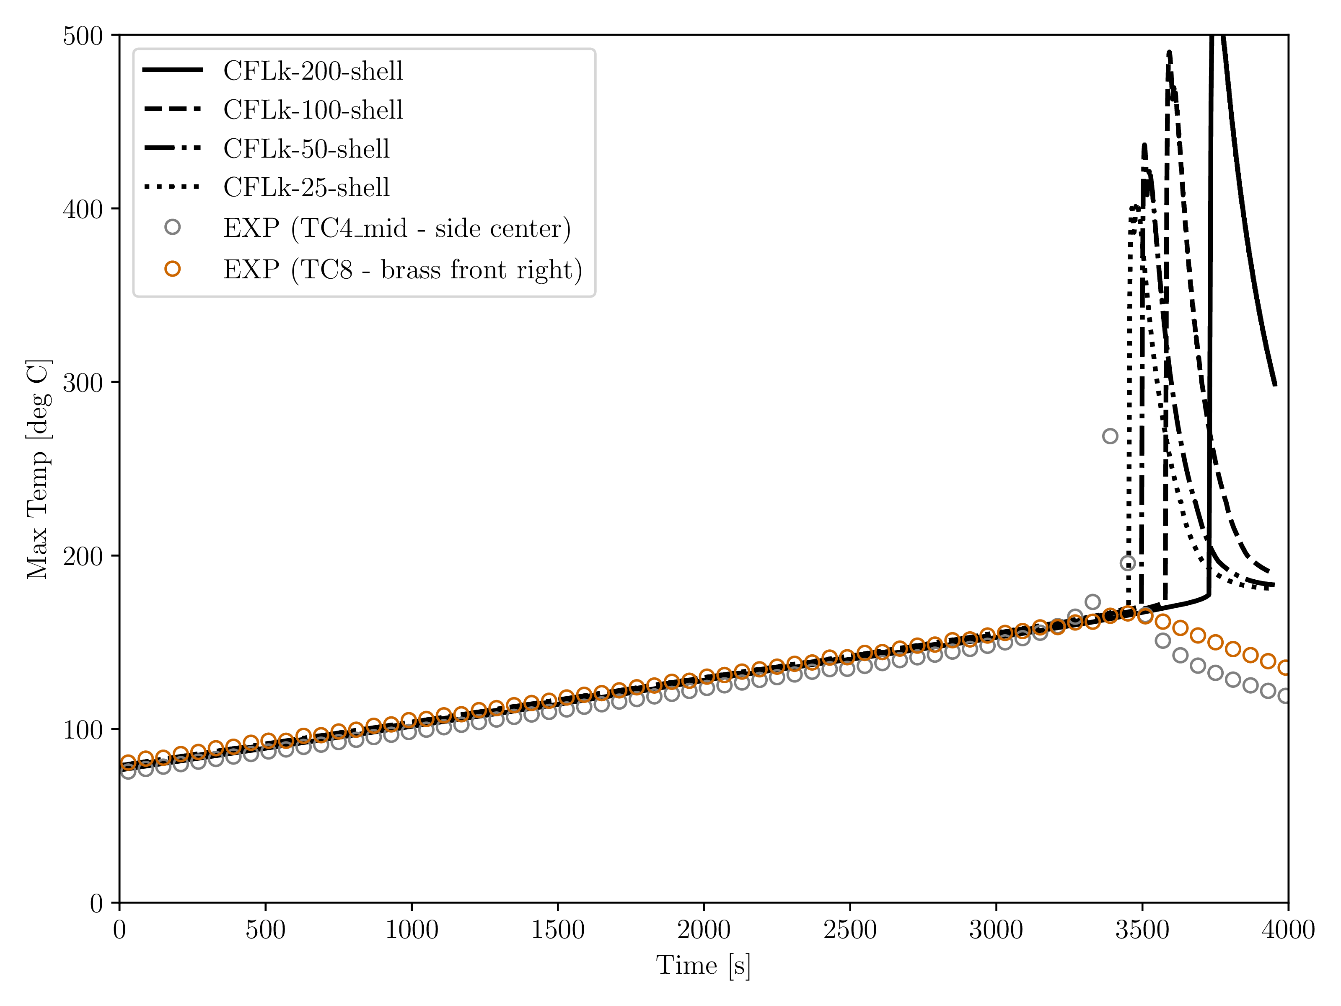 500
400
300
200
100
0
Max Temp [deg C]
CFLk-200-shell
CFLk-100-shell
CFLk-50-shell
CFLk-25-shell
EXP (TC4_mid - side center)
EXP (TC8 - brass front right)
0 500 1000 1500 2000 2500 3000 3500 4000
Time [s]